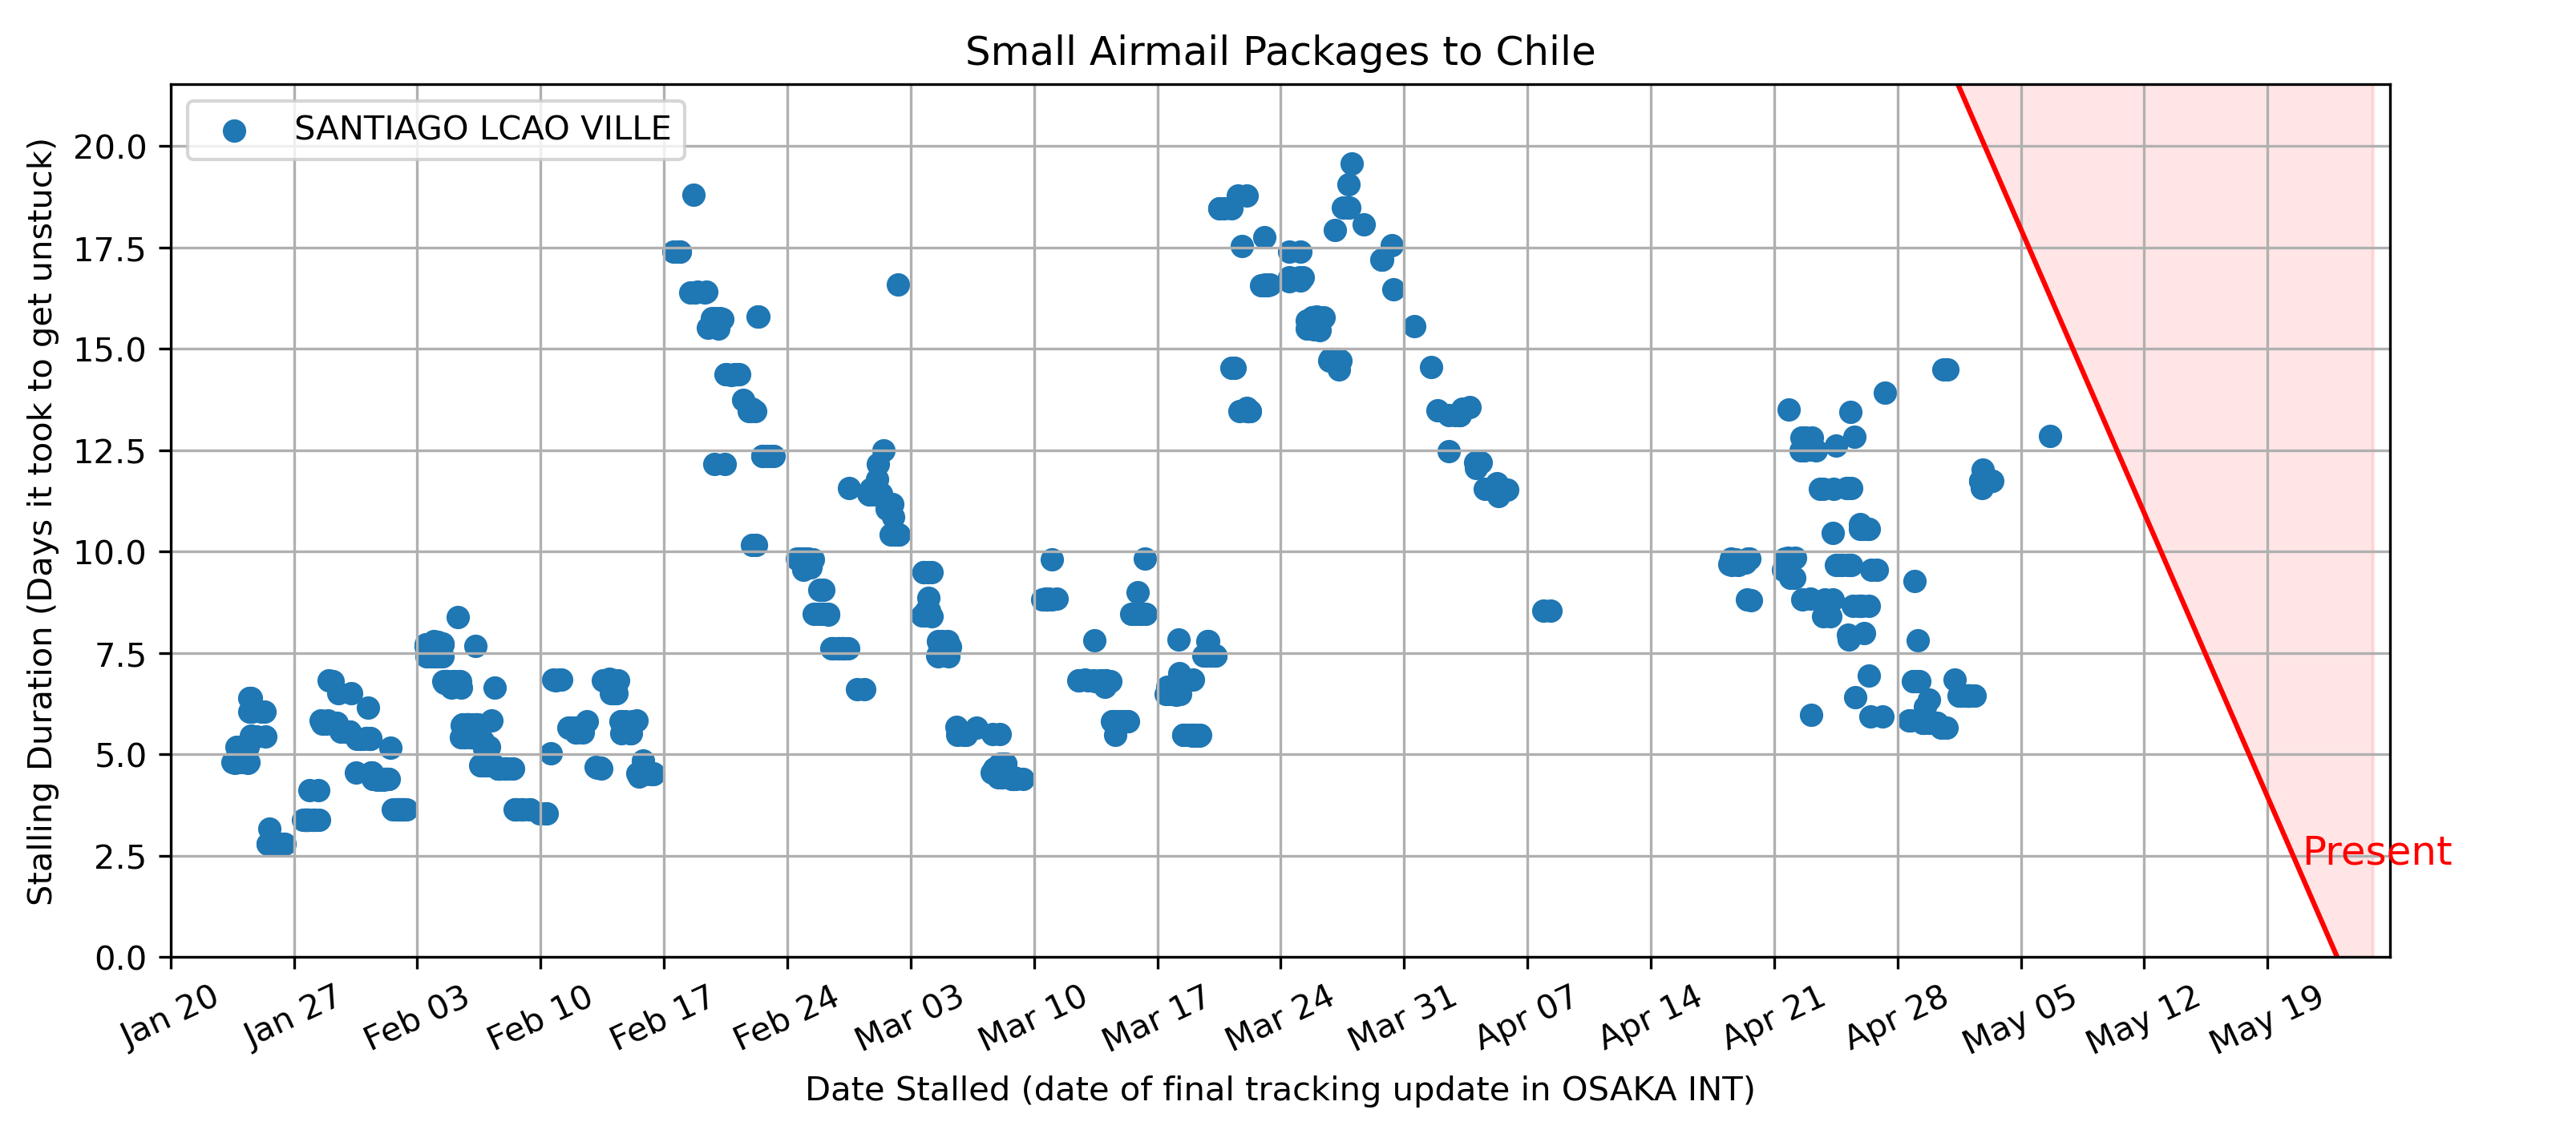 Small Airmail Packages to Chile
SANTIAGO LCAO VILLE
Stalling Duration (Days it took to get unstuck)
20.0
17.5
15.0
12.5
10.0
7.5
5.0
2.5
0.0
Present
Jan 20
Jan 27
Feb 03
Feb 10
Feb 17
Feb 24
Mar 03
Mar 10
Mar 17
Mar 24
Mar 31
Apr 07
Apr 14
Apr 21
Apr 28
May 05
May 12
May 19
Date Stalled (date of final tracking update in OSAKA INT)